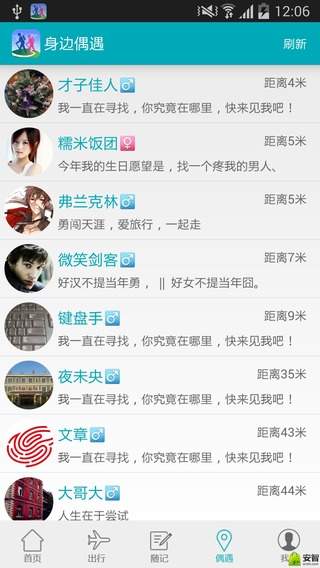 12:06
身边偶遇
刷新
才子佳人 距离4米
我一直在寻找，你究竟在哪里，快来见我吧！
糯米饭团 距离5米
今年我的生日愿望是，找一个疼我的男人、
弗兰克林 距离5米
勇闯天涯，爱旅行，一起走
微笑剑客 距离7米
好汉不提当年勇， || 好女不提当年囧。
键盘手 距离9米
我一直在寻找，你究竟在哪里，快来见我吧！
夜未央 距离35米
我一直在寻找，你究竟在哪里，快来见我吧！
文章 距离43米
我一直在寻找，你究竟在哪里，快来见我吧！
大哥大 距离44米
人生在于尝试
首页 出行 随记 偶遇 我
安智